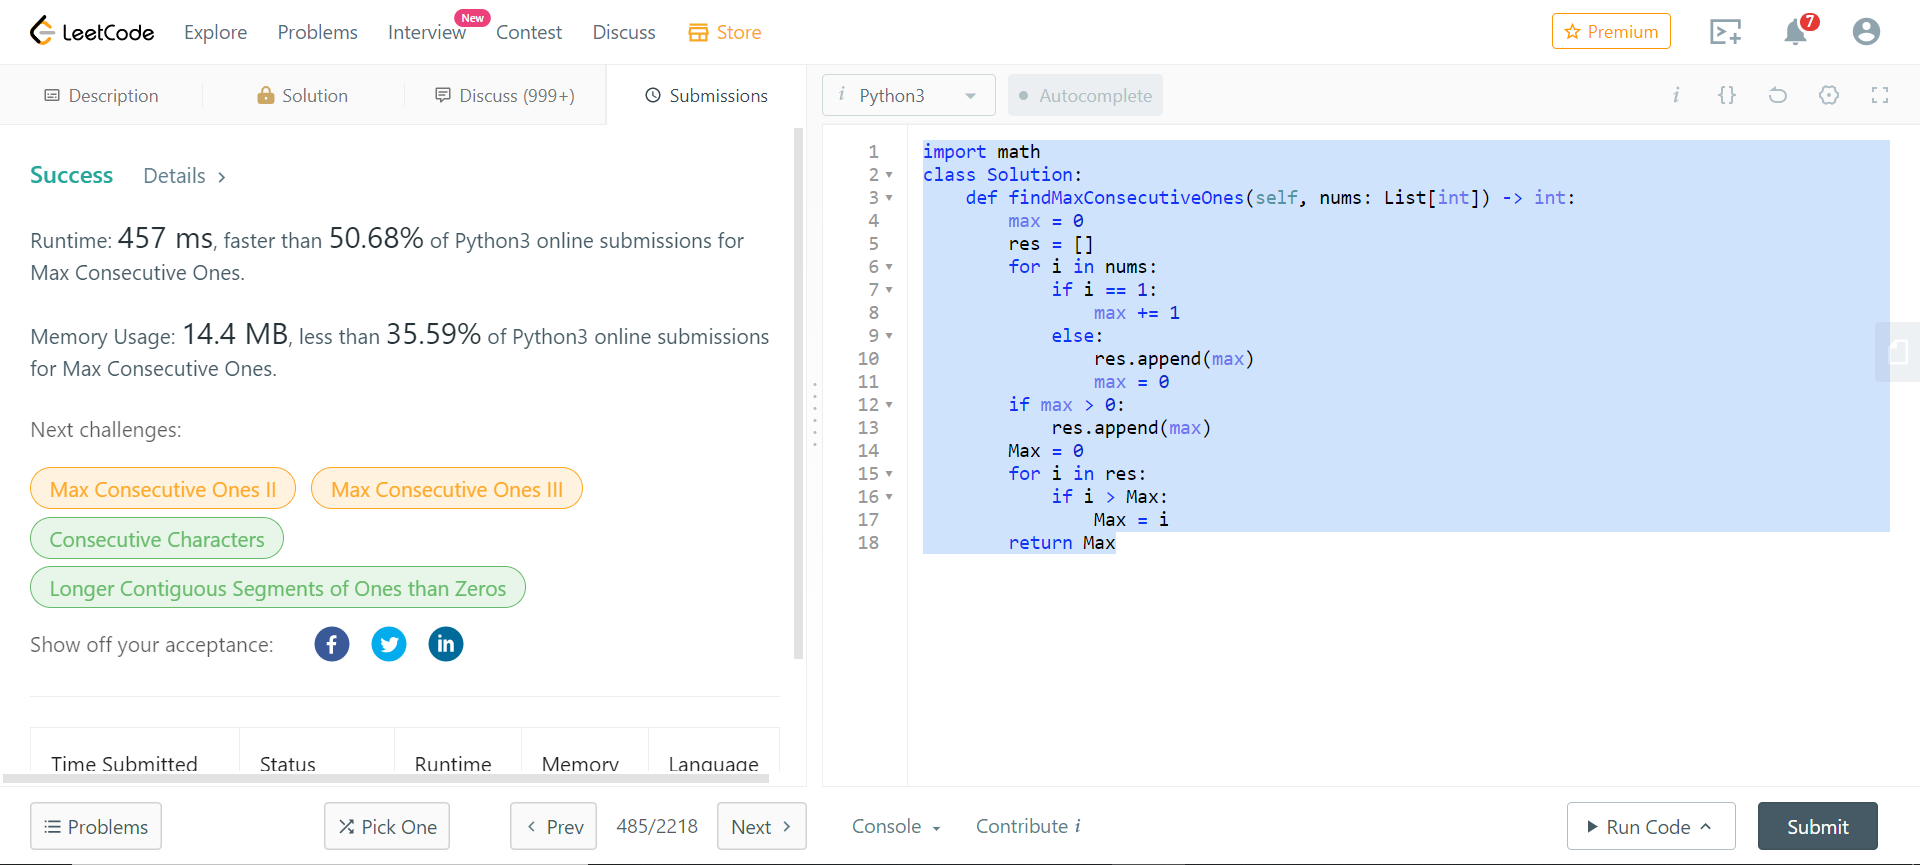 LeetCode Explore Problems Interview New Contest Discuss Store Premium 7
Description Solution Discuss (999+) Submissions
i Python3 Autocomplete i {}
Success Details >
Runtime: 457 ms, faster than 50.68% of Python3 online submissions for
Max Consecutive Ones.
Memory Usage: 14.4 MB, less than 35.59% of Python3 online submissions
for Max Consecutive Ones.
Next challenges:
Max Consecutive Ones II Max Consecutive Ones III
Consecutive Characters
Longer Contiguous Segments of Ones than Zeros
Show off your acceptance: f in
Time Submitted Status Runtime Memory Language
1 import math
2 class Solution:
3     def findMaxConsecutiveOnes(self, nums: List[int]) -> int:
4         max = 0
5         res = []
6         for i in nums:
7             if i == 1:
8                 max += 1
9             else:
10                 res.append(max)
11                 max = 0
12         if max > 0:
13             res.append(max)
14         Max = 0
15         for i in res:
16             if i > Max:
17                 Max = i
18         return Max
Problems Pick One < Prev 485/2218 Next > Console Contribute i Run Code Submit